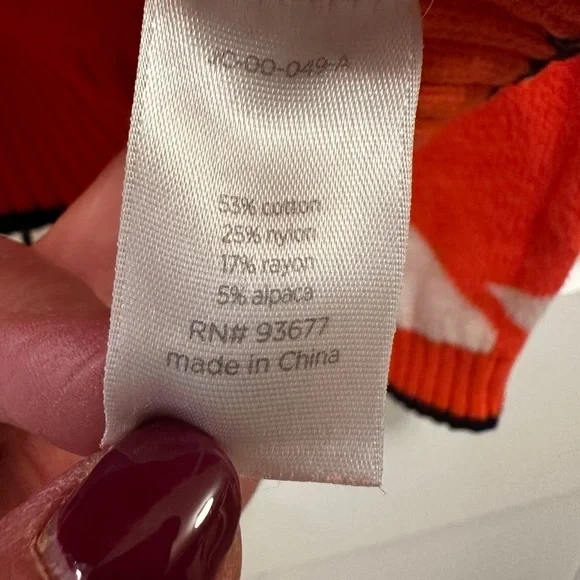 53% cotton
25% nylon
17% rayon
5% alpaca
RN# 93677
made in China